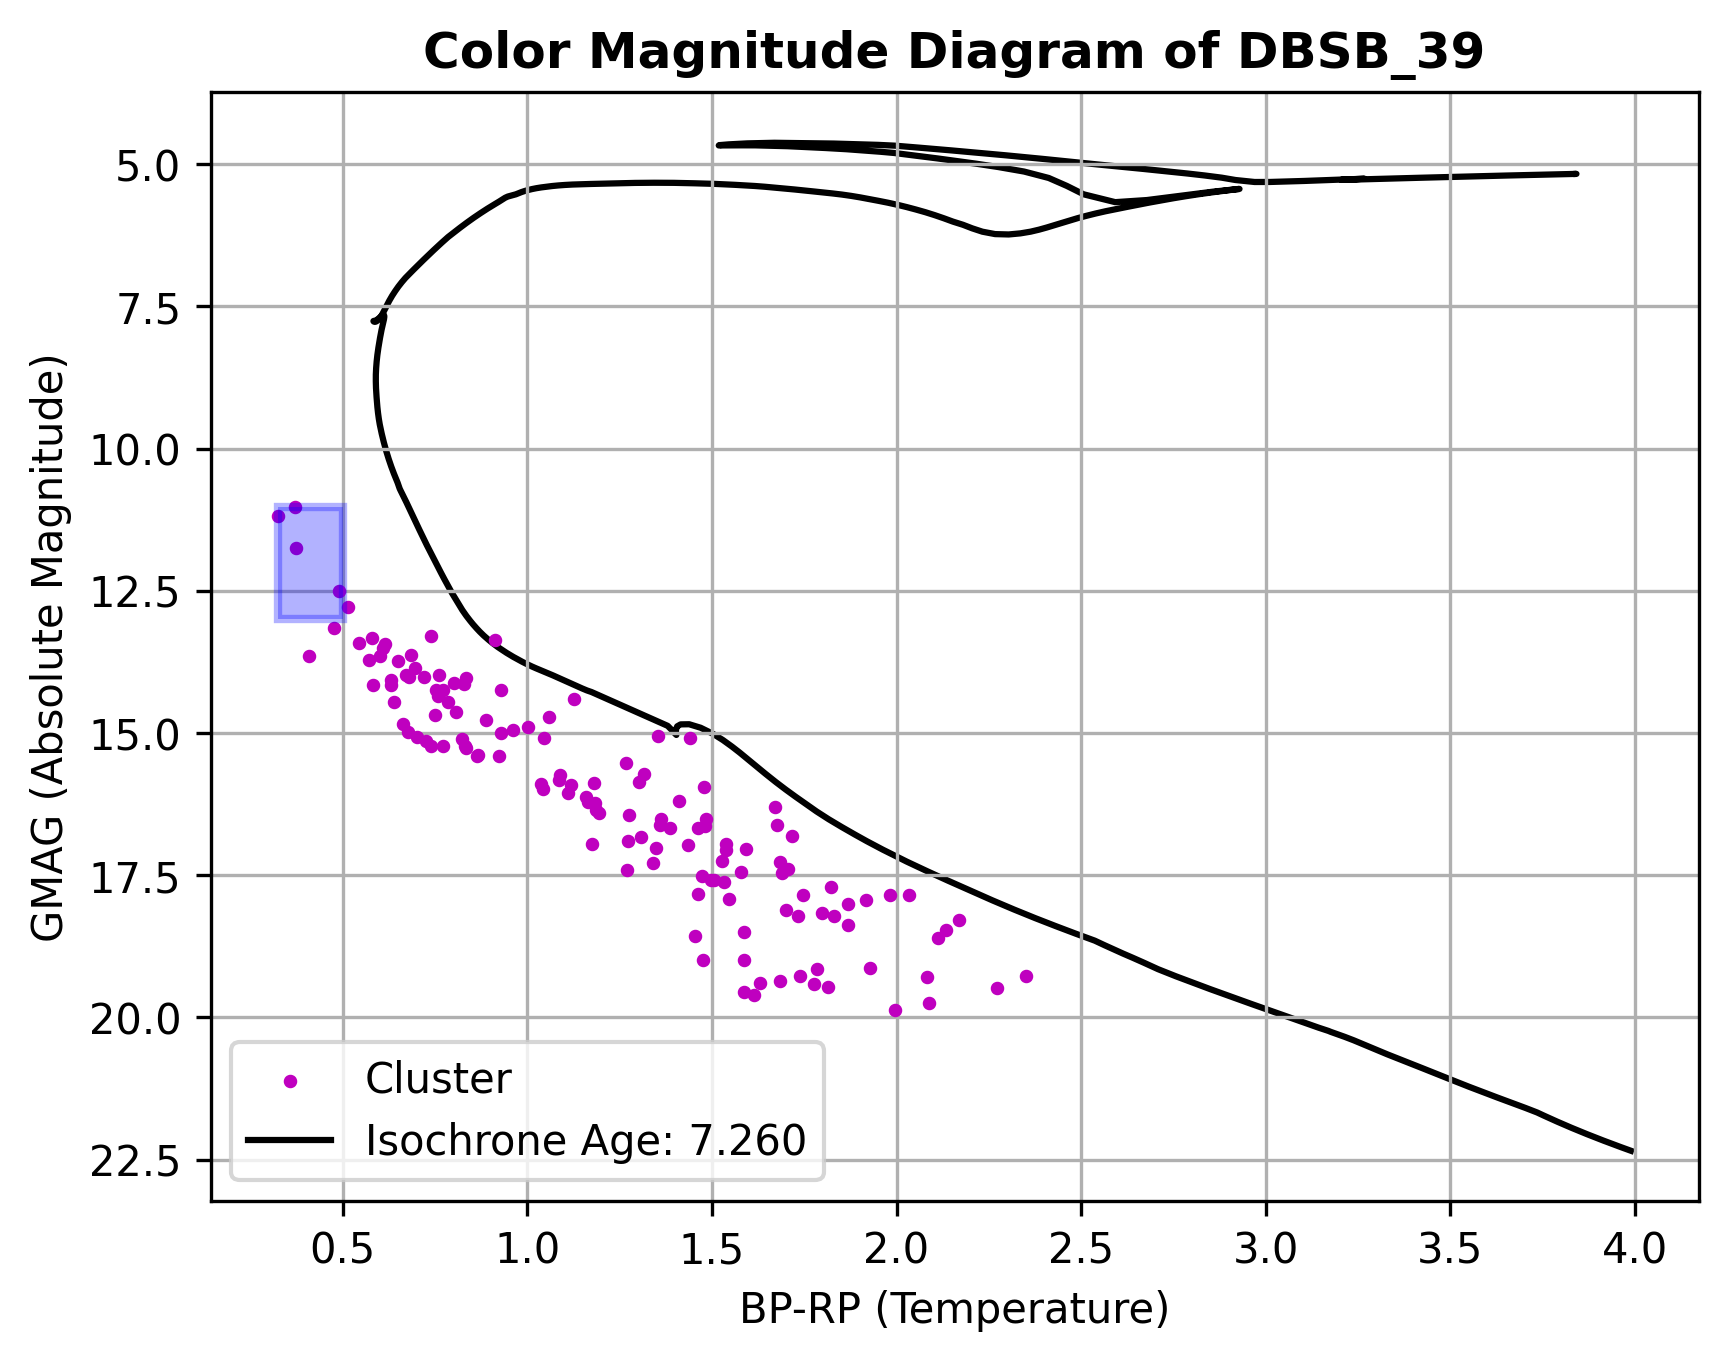 Color Magnitude Diagram of DBSB_39
GMAG (Absolute Magnitude)
5.0
7.5
10.0
12.5
15.0
17.5
20.0
22.5
Cluster
Isochrone Age: 7.260
0.5 1.0 1.5 2.0 2.5 3.0 3.5 4.0
BP-RP (Temperature)